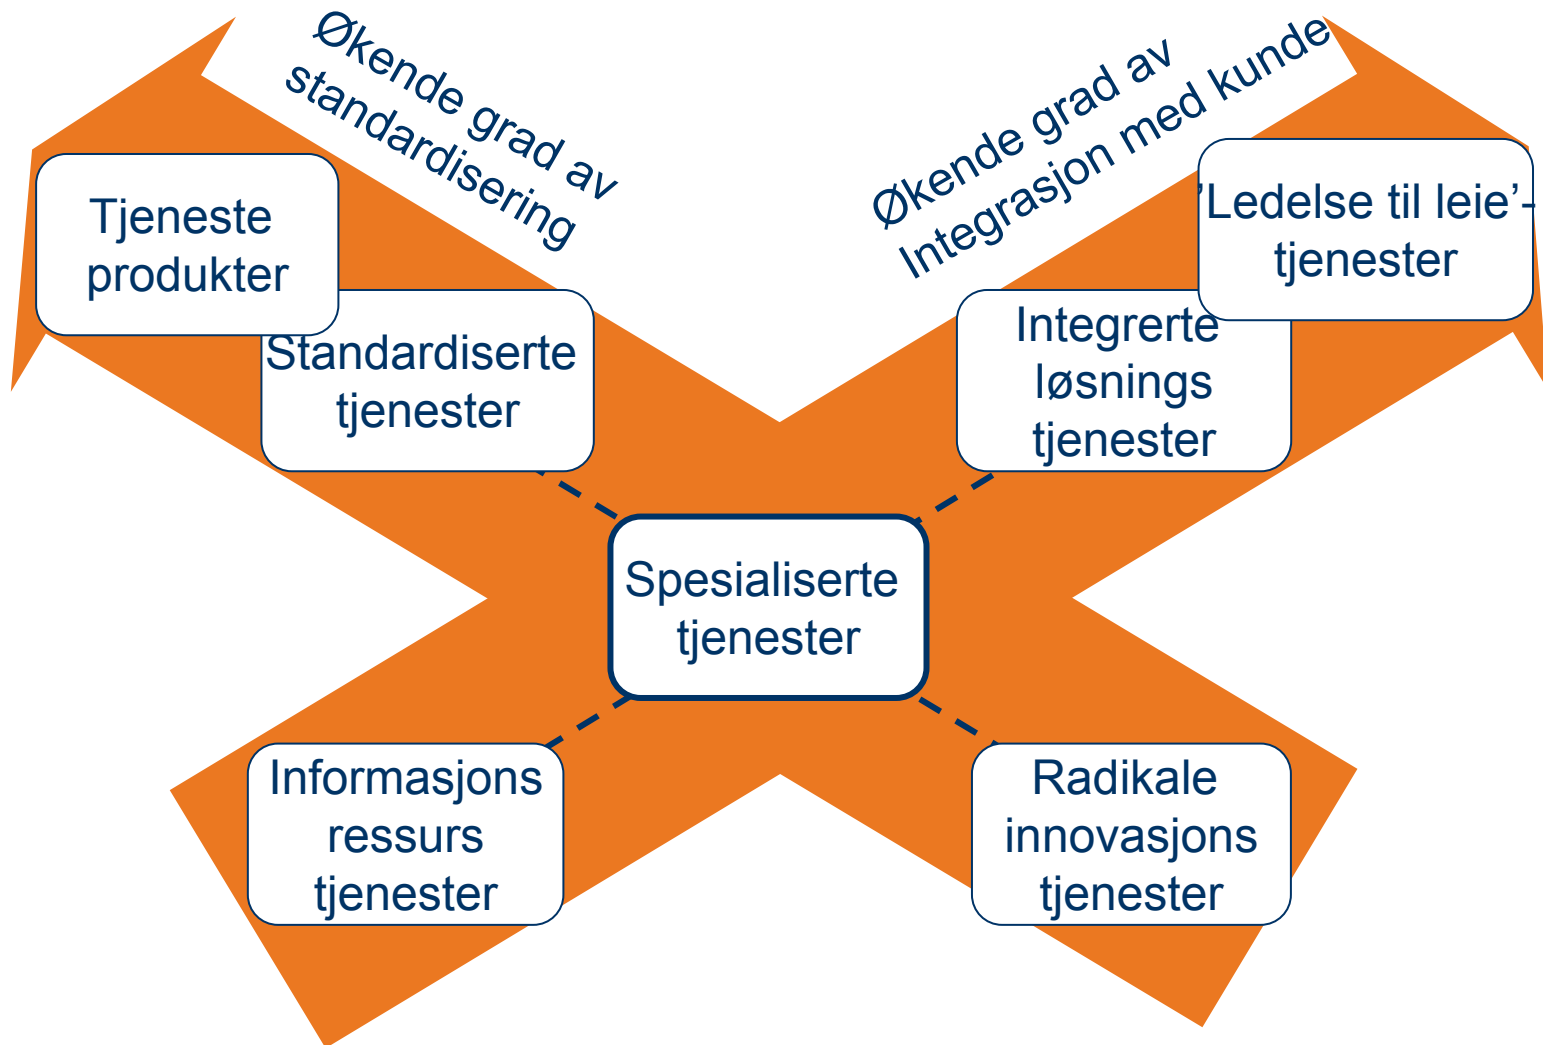 Økende grad av
standardisering
Økende grad av
Integrasjon med kunde
Tjeneste
produkter
'Ledelse til leie'-
tjenester
Standardiserte
tjenester
Integrerte
løsnings
tjenester
Spesialiserte
tjenester
Informasjons
ressurs
tjenester
Radikale
innovasjons
tjenester